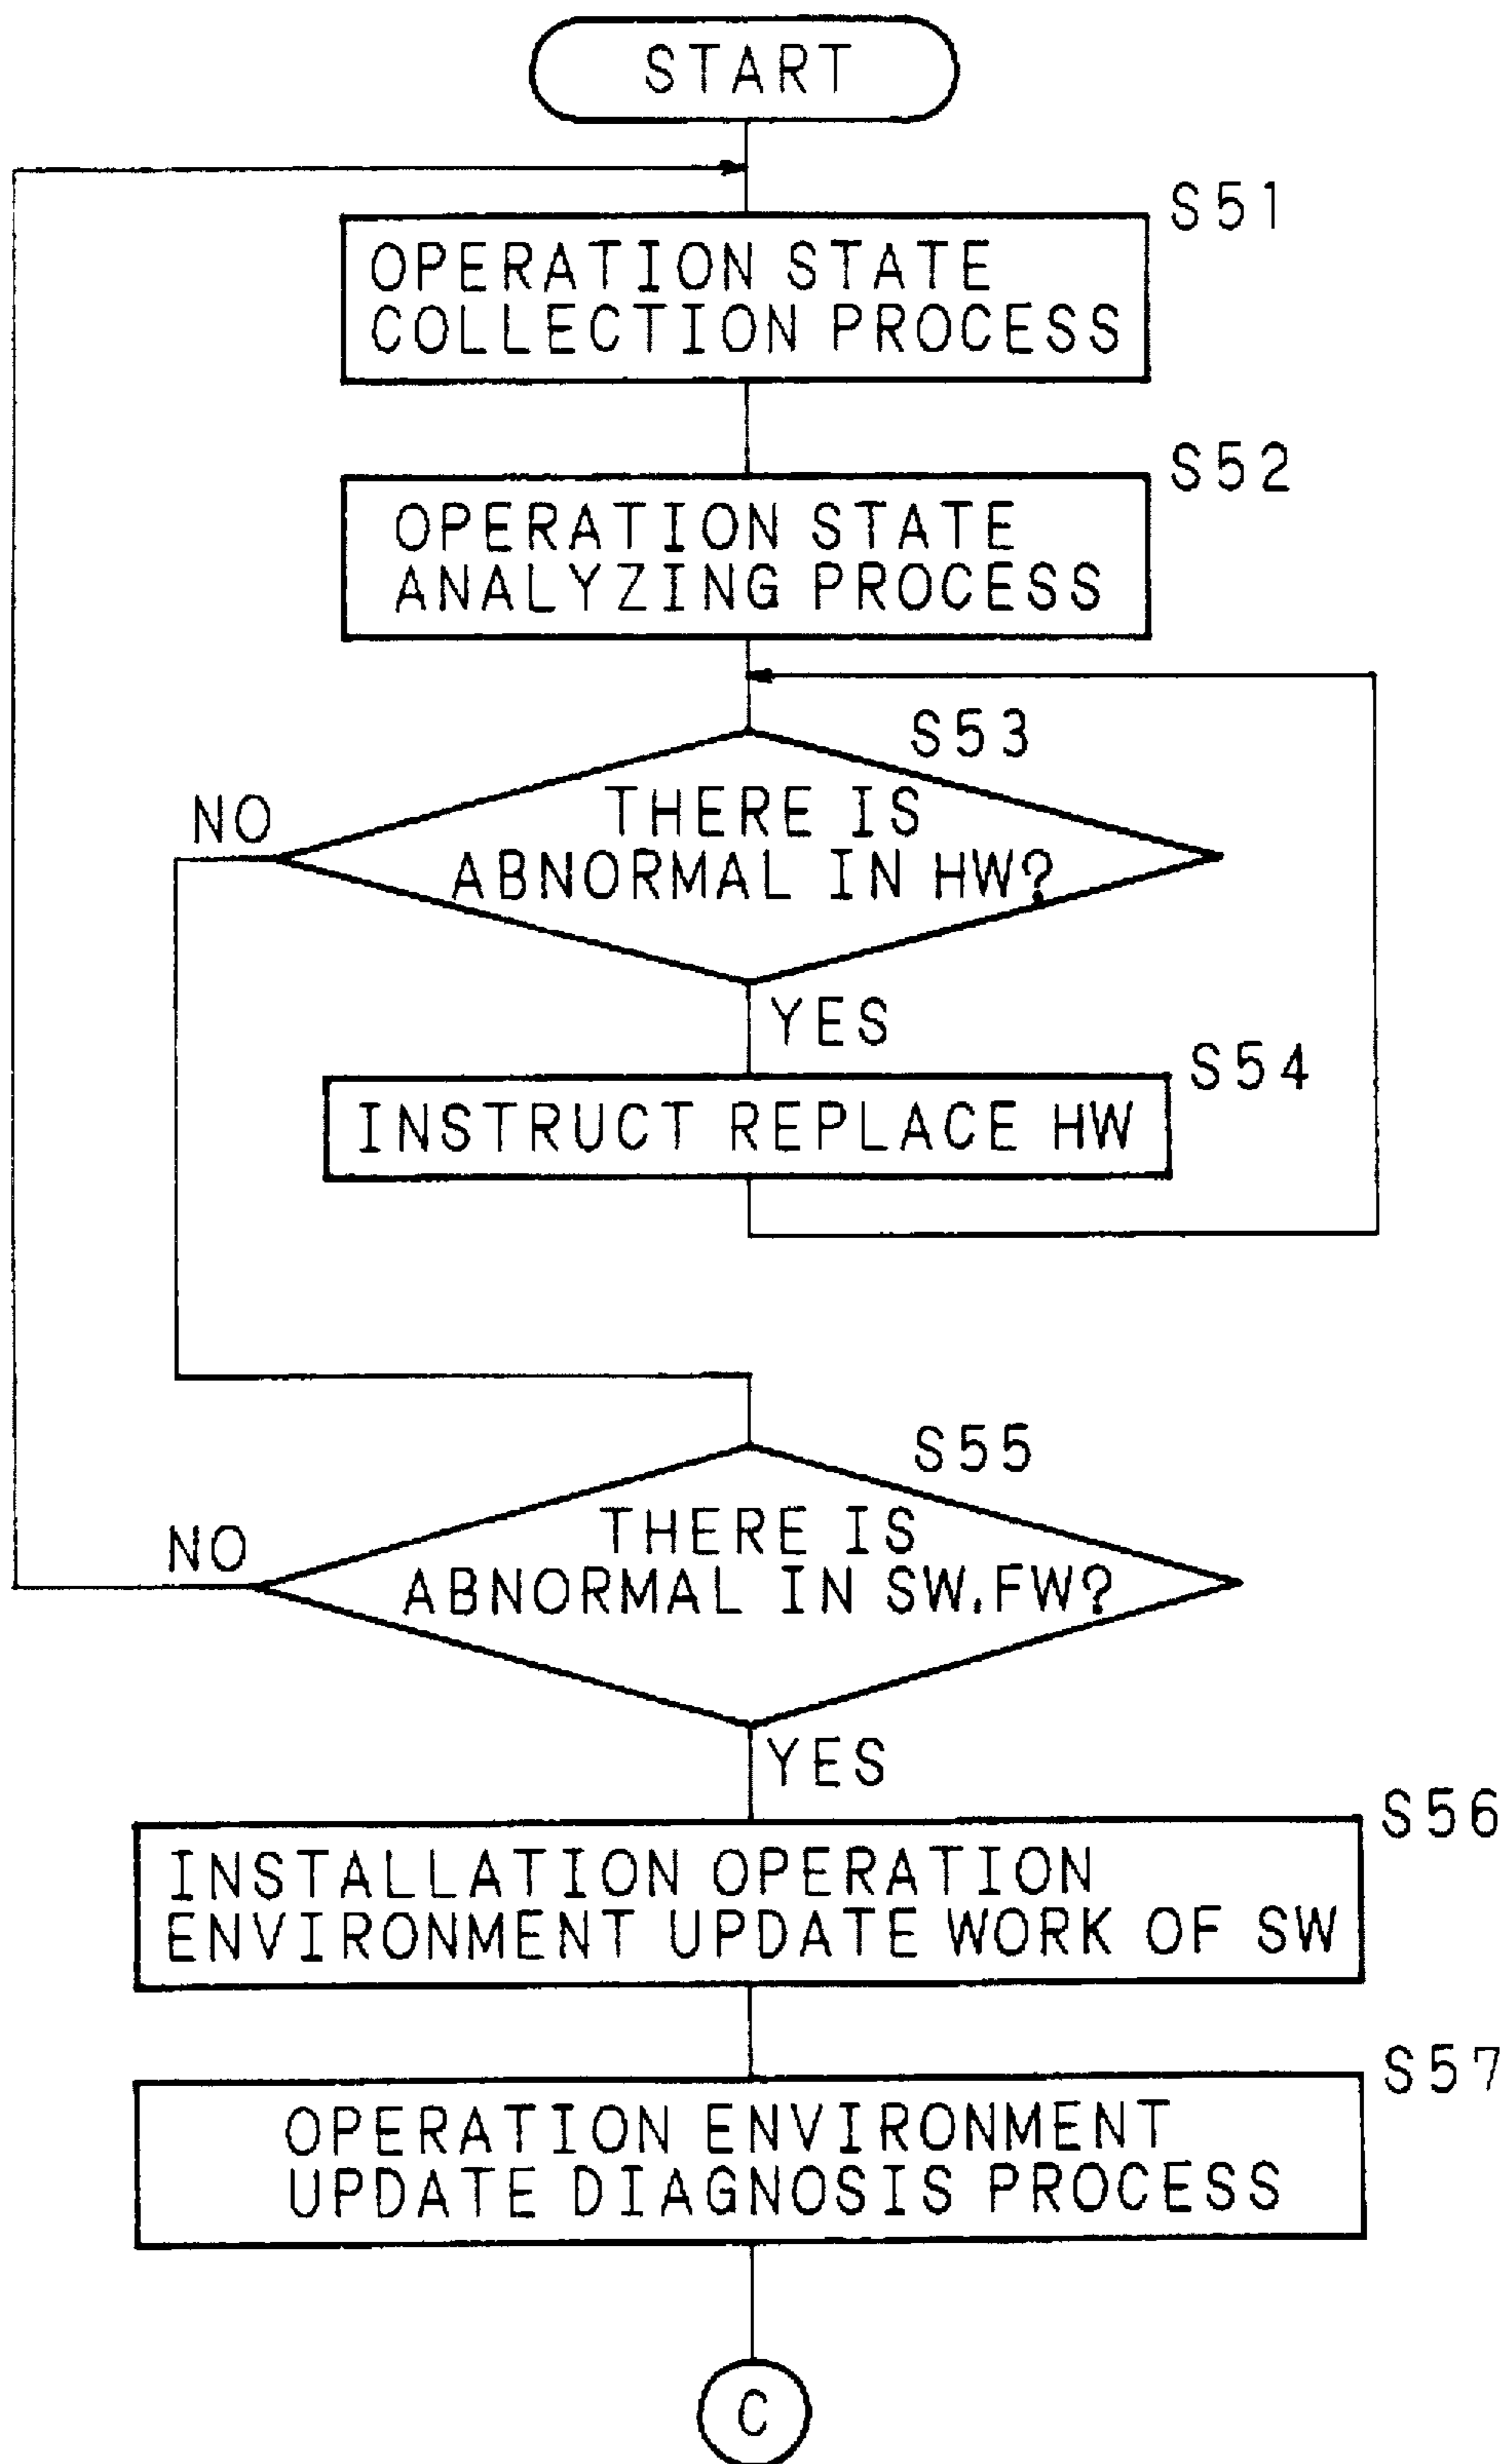 START
S51
OPERATION STATE
COLLECTION PROCESS
S52
OPERATION STATE
ANALYZING PROCESS
S53
THERE IS
ABNORMAL IN HW?
NO
YES
S54
INSTRUCT REPLACE HW
S55
THERE IS
ABNORMAL IN SW.FW?
NO
YES
S56
INSTALLATION OPERATION
ENVIRONMENT UPDATE WORK OF SW
S57
OPERATION ENVIRONMENT
UPDATE DIAGNOSIS PROCESS
C